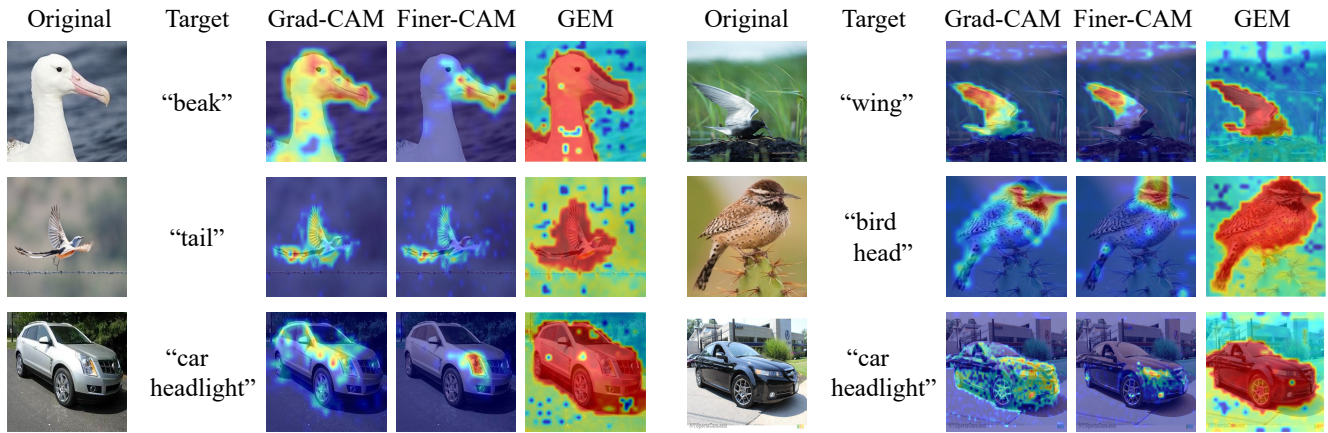 Original Target Grad-CAM Finer-CAM GEM Original Target Grad-CAM Finer-CAM GEM
“beak” “wing”
“tail” “bird
head”
“car
headlight” “car
headlight”